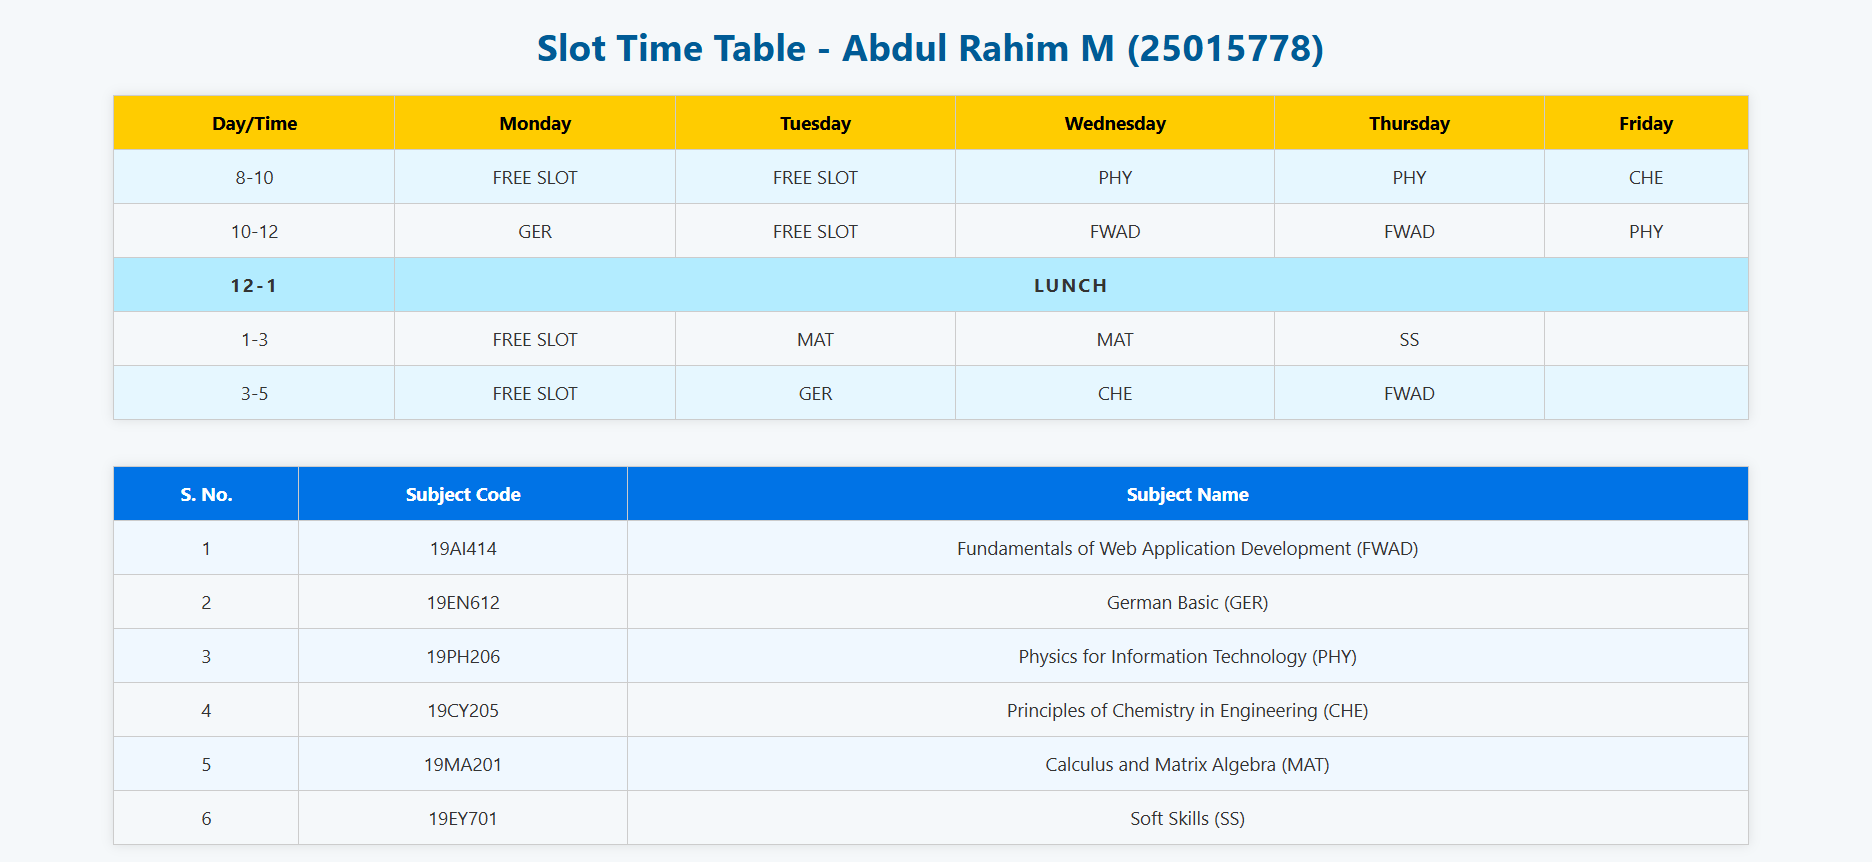 Slot Time Table - Abdul Rahim M (25015778)
Day/Time Monday Tuesday Wednesday Thursday Friday
8-10 FREE SLOT FREE SLOT PHY PHY CHE
10-12 GER FREE SLOT FWAD FWAD PHY
12-1 LUNCH
1-3 FREE SLOT MAT MAT SS
3-5 FREE SLOT GER CHE FWAD
S. No. Subject Code Subject Name
1 19AI414 Fundamentals of Web Application Development (FWAD)
2 19EN612 German Basic (GER)
3 19PH206 Physics for Information Technology (PHY)
4 19CY205 Principles of Chemistry in Engineering (CHE)
5 19MA201 Calculus and Matrix Algebra (MAT)
6 19EY701 Soft Skills (SS)